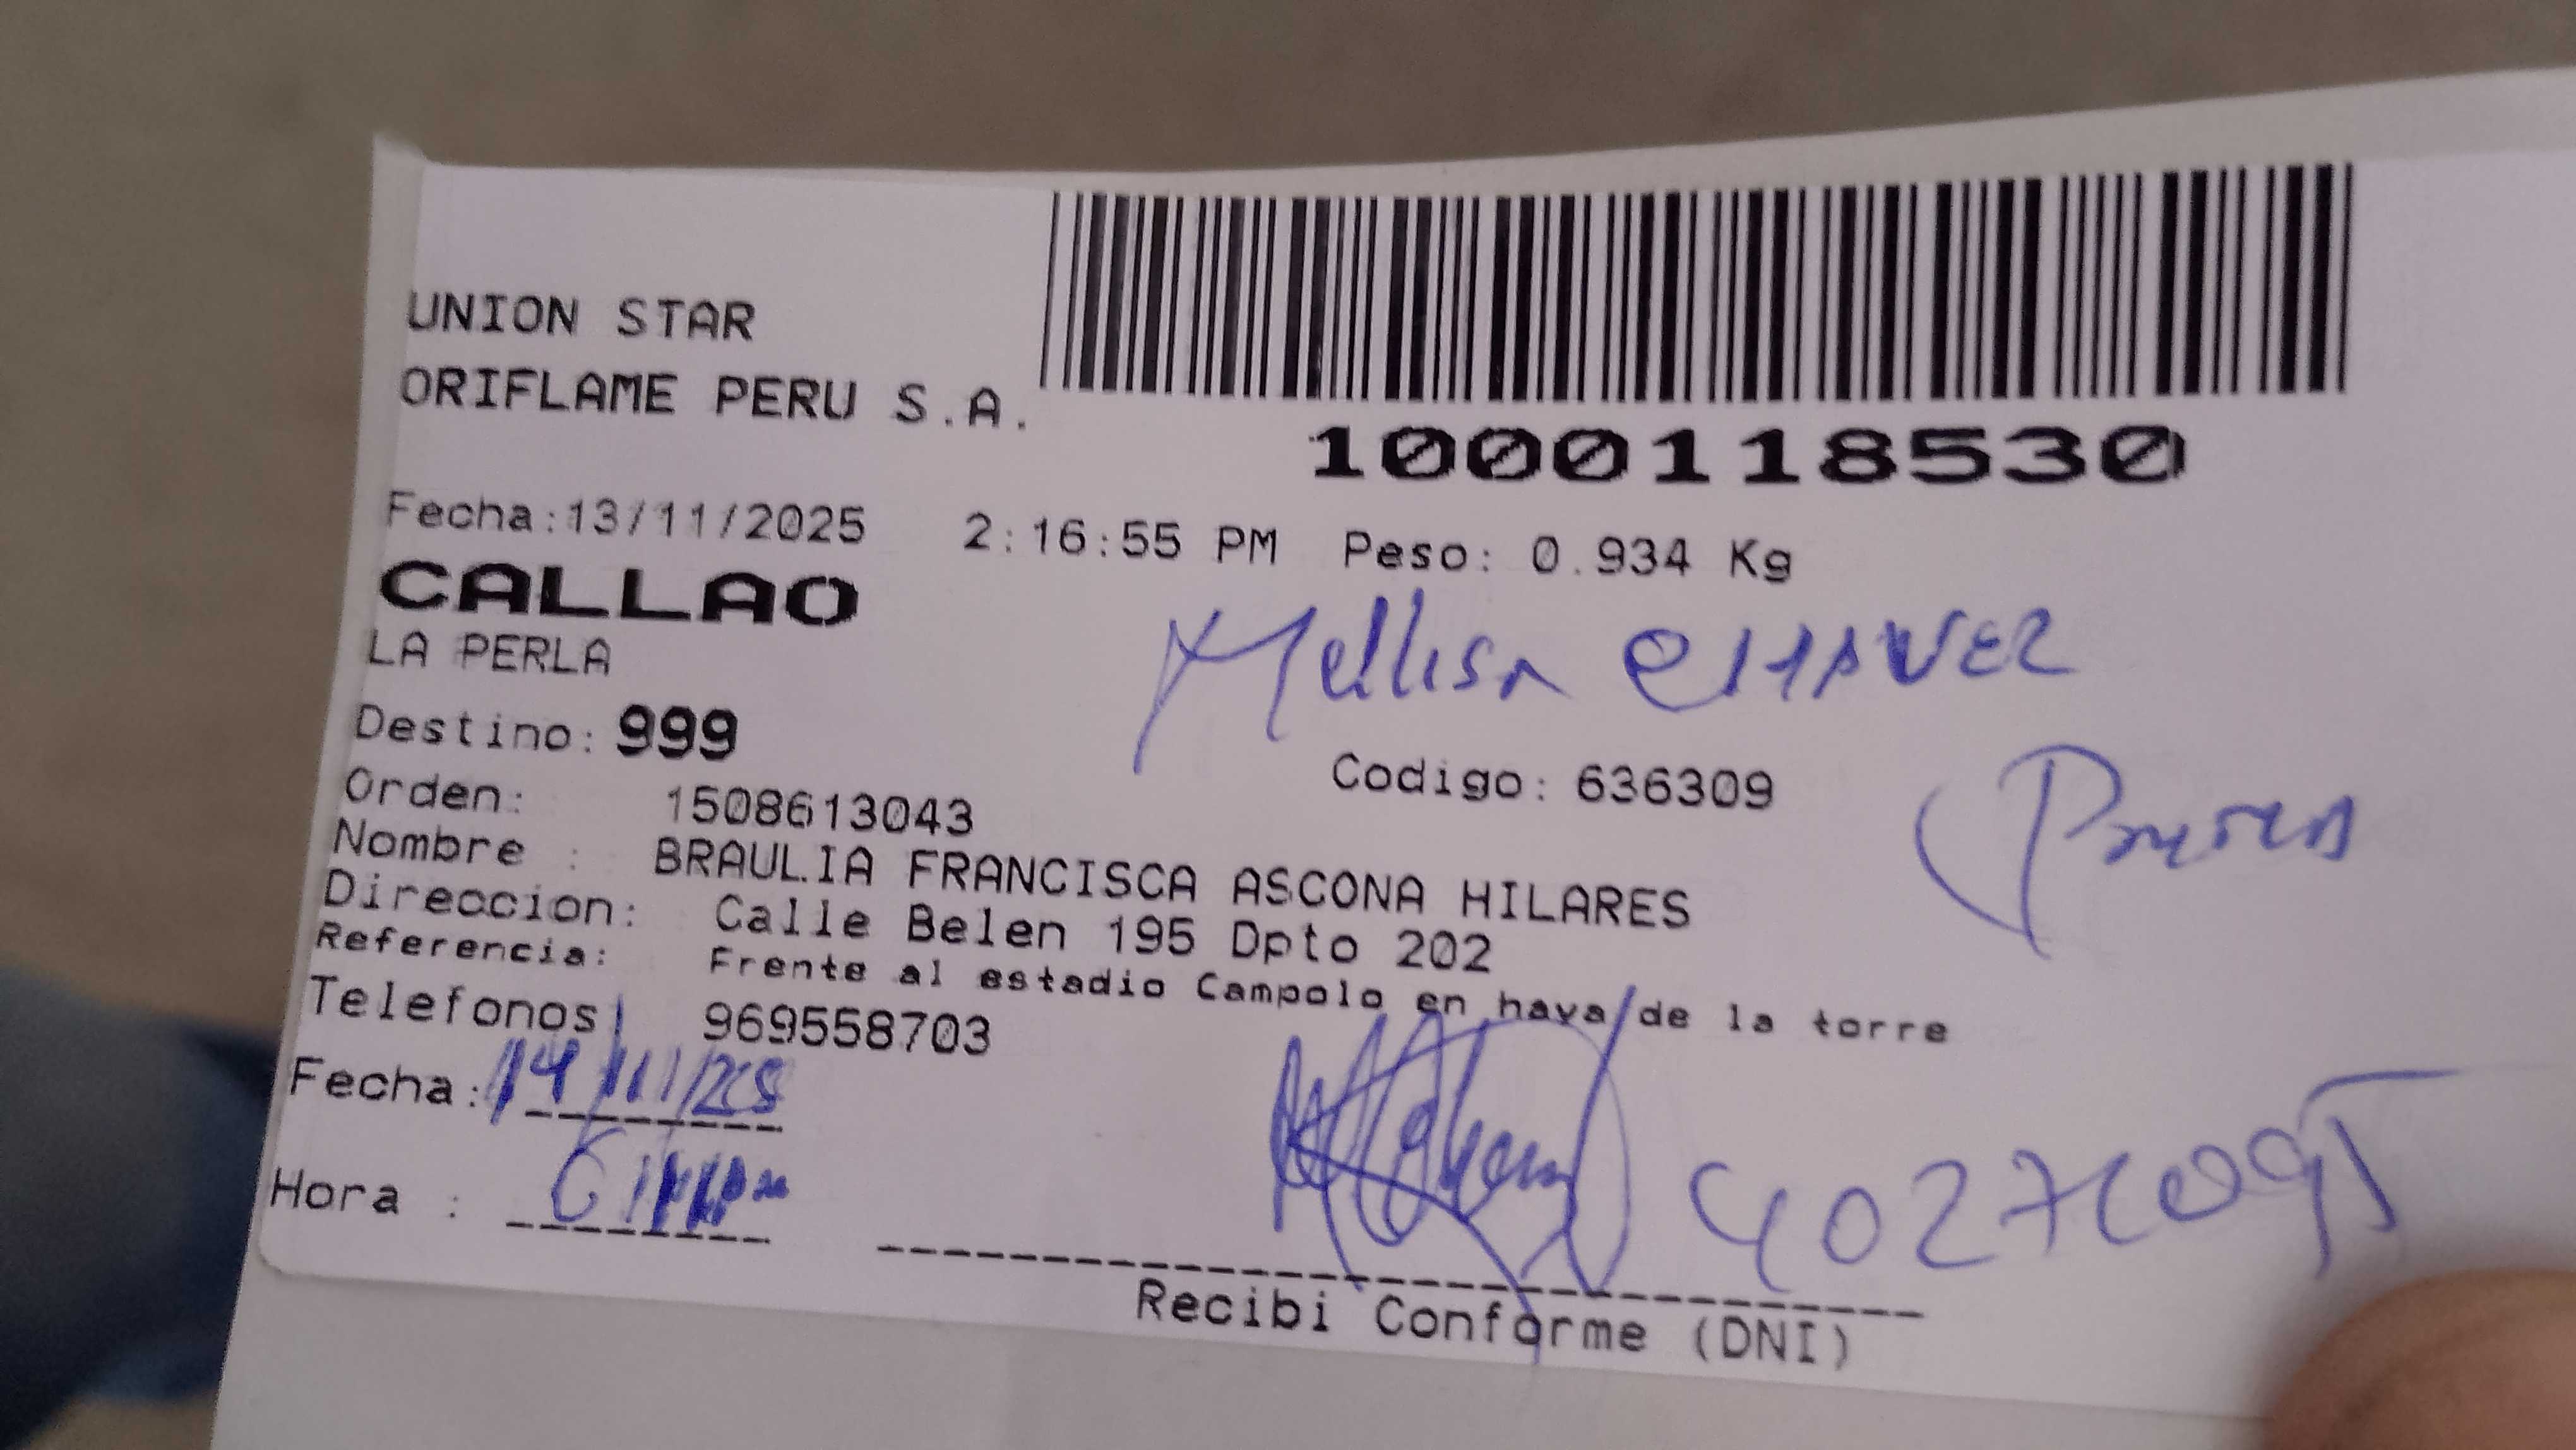 UNION STAR
ORIFLAME PERU S.A.
1000118530
Fecha:13/11/2025 2:16:55 PM Peso: 0.934 Kg
CALLAO
LA PERLA
Mellisa CHAVEZ
Destino: 999
Codigo: 636309
Orden: 1508613043
Nombre : BRAULIA FRANCISCA ASCONA HILARES
Direccion: Calle Belen 195 Dpto 202
Referencia: Frente al estadio Campolo en haya de la torre
Telefonos 969558703
Fecha: 14/11/25
Hora :
Recibi Conforme (DNI)